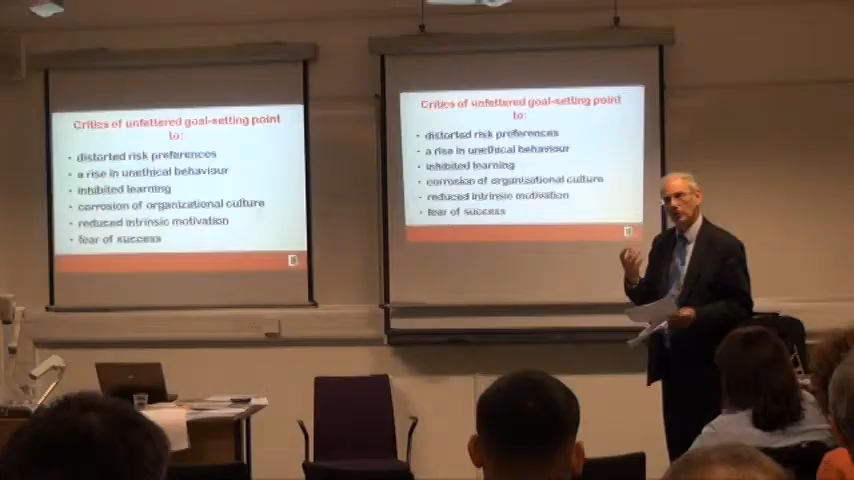 Critics of unfettered goal-setting point
to:
• distorted risk preferences
• a rise in unethical behaviour
• inhibited learning
• corrosion of organizational culture
• reduced intrinsic motivation
• fear of success
Critics of unfettered goal-setting point
to:
• distorted risk preferences
• a rise in unethical behaviour
• inhibited learning
• corrosion of organizational culture
• reduced intrinsic motivation
• fear of success